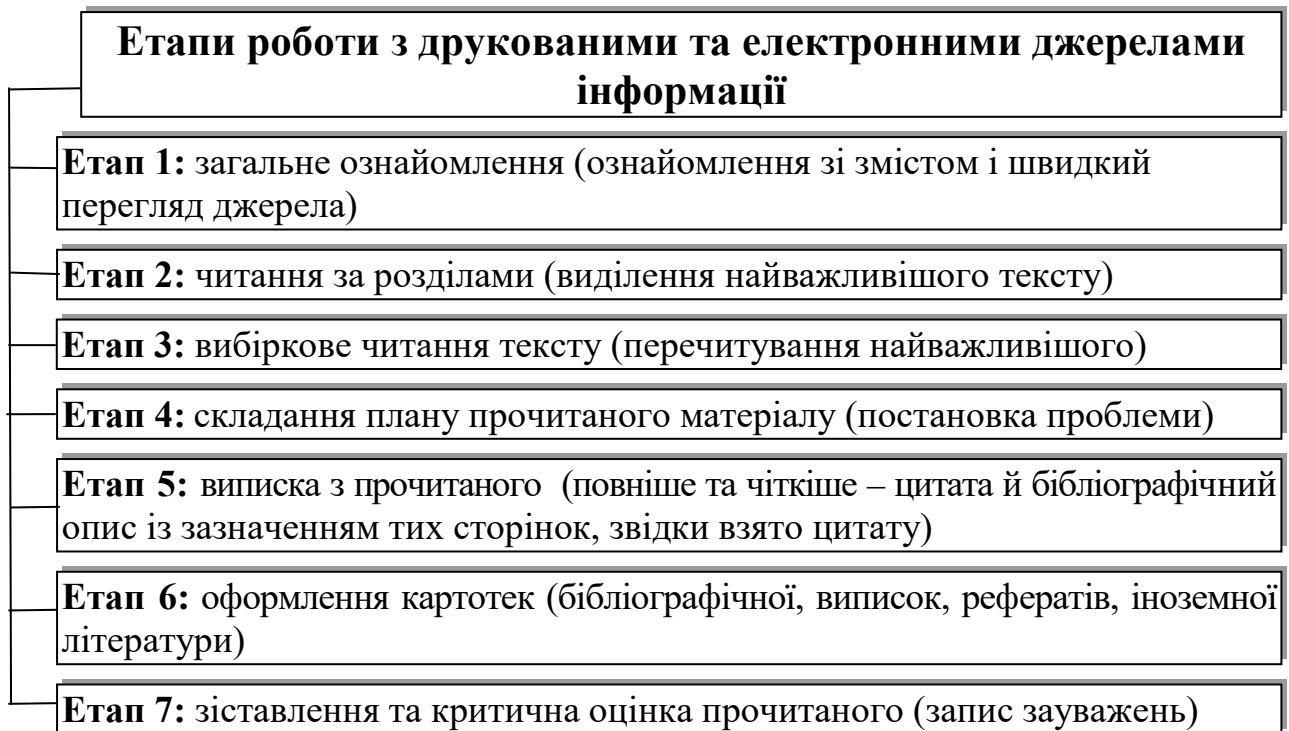 Етапи роботи з друкованими та електронними джерелами
інформації
Етап 1: загальне ознайомлення (ознайомлення зі змістом і швидкий
перегляд джерела)
Етап 2: читання за розділами (виділення найважливішого тексту)
Етап 3: вибіркове читання тексту (перечитування найважливішого)
Етап 4: складання плану прочитаного матеріалу (постановка проблеми)
Етап 5: виписка з прочитаного (повніше та чіткіше – цитата й бібліографічний
опис із зазначенням тих сторінок, звідки взято цитату)
Етап 6: оформлення картотек (бібліографічної, виписок, рефератів, іноземної
літератури)
Етап 7: зіставлення та критична оцінка прочитаного (запис зауважень)